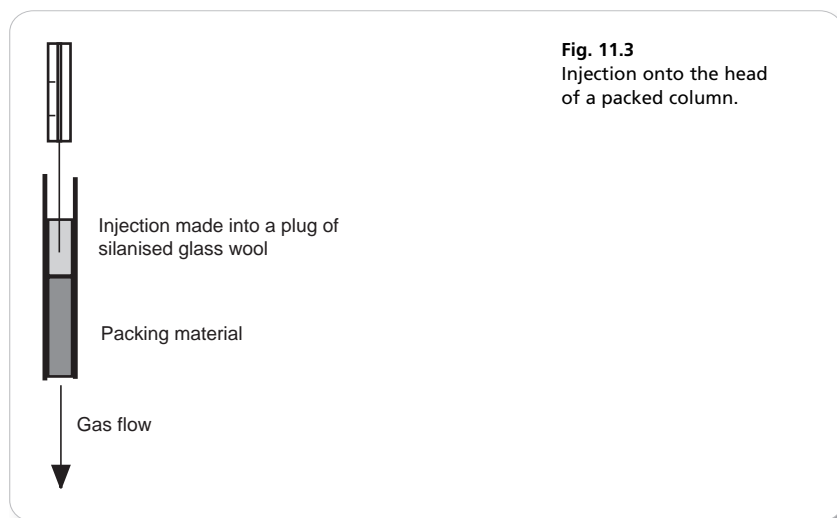 Fig. 11.3
Injection onto the head
of a packed column.
Injection made into a plug of
silanised glass wool
Packing material
Gas flow